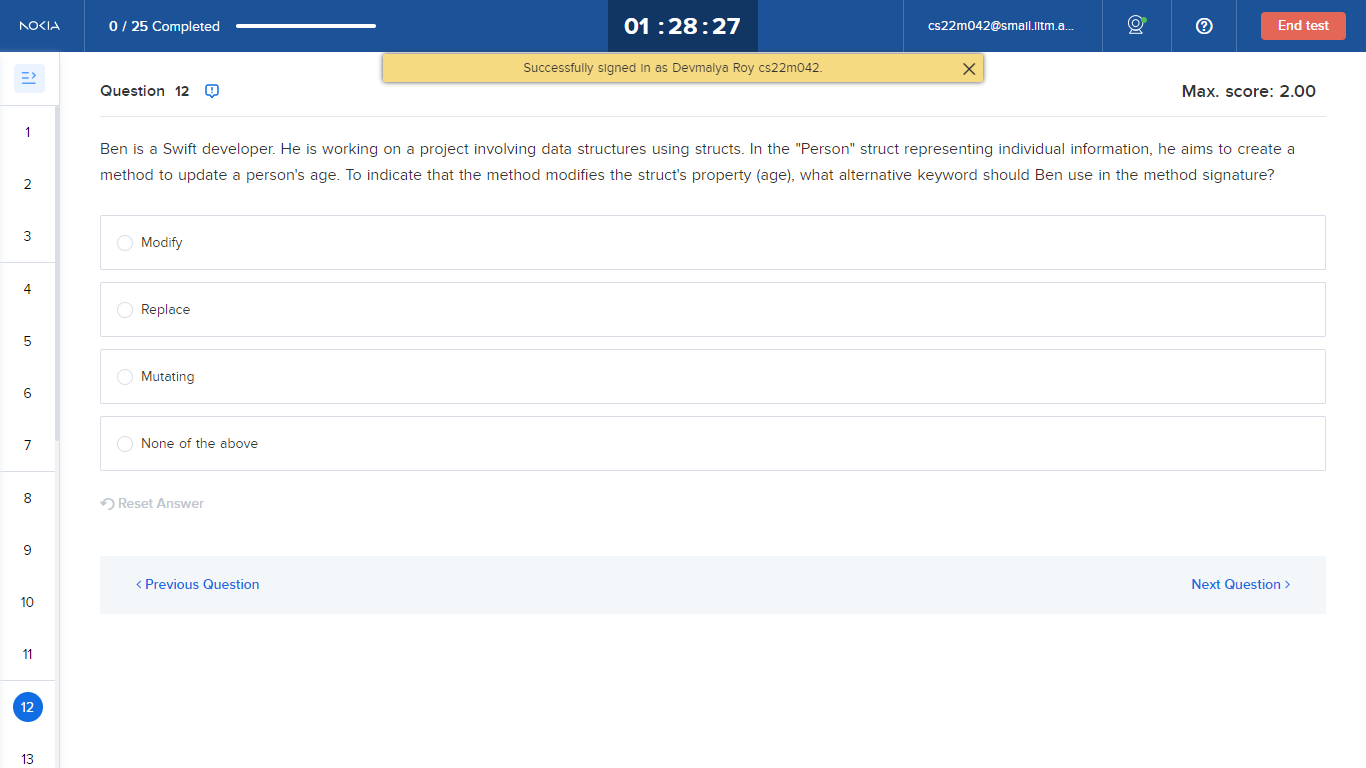 NOKIA
0 / 25 Completed
01 : 28 : 27
cs22m042@smail.iitm.a...
End test
Successfully signed in as Devmalya Roy cs22m042.
Question 12
Max. score: 2.00
Ben is a Swift developer. He is working on a project involving data structures using structs. In the "Person" struct representing individual information, he aims to create a
method to update a person's age. To indicate that the method modifies the struct's property (age), what alternative keyword should Ben use in the method signature?
Modify
Replace
Mutating
None of the above
Reset Answer
< Previous Question
Next Question >
1
2
3
4
5
6
7
8
9
10
11
12
13